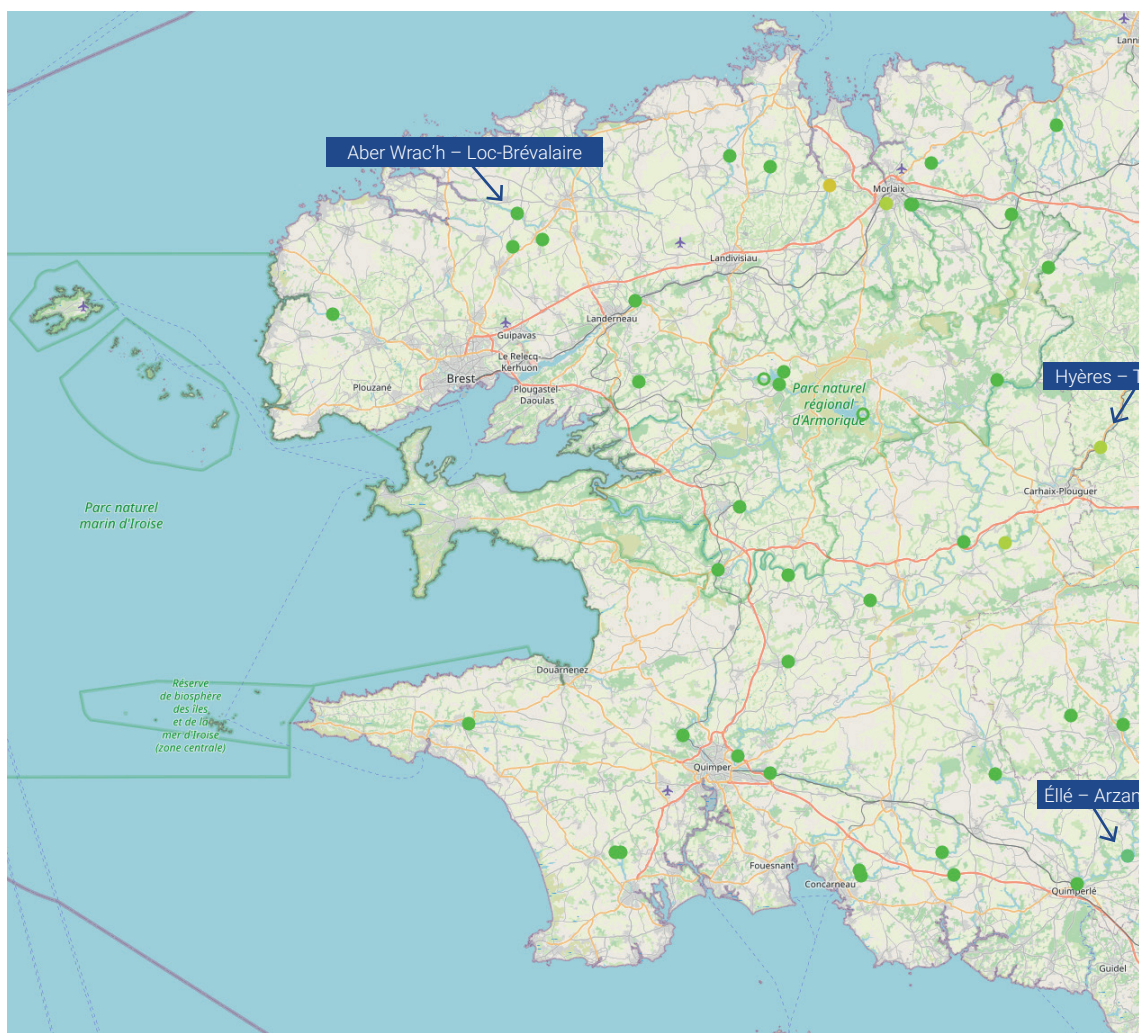 Lanni
Aber Wrac'h – Loc-Brévalaire
Morlaix
Landivisiau
Landerneau
Guipavas
Le Relecq-
Kerhuon
Brest
Plouzané
Plougastel-
Daoulas
Hyères – T
Parc naturel
régional
d'Armorique
Carhaix-Plouguer
Parc naturel
marin d'Iroise
Douarnenez
Réserve
de biosphère
des îles
et de la
mer d'Iroise
(zone centrale)
Quimper
Éllé – Arzan
Fouesnant
Concarneau
Quimperlé
Guidel